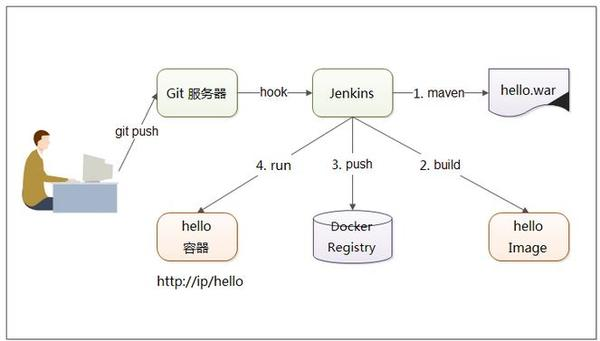 Git 服务器
hook
Jenkins
1. maven
hello.war
git push
4. run
3. push
2. build
hello
容器
Docker
Registry
hello
Image
http://ip/hello